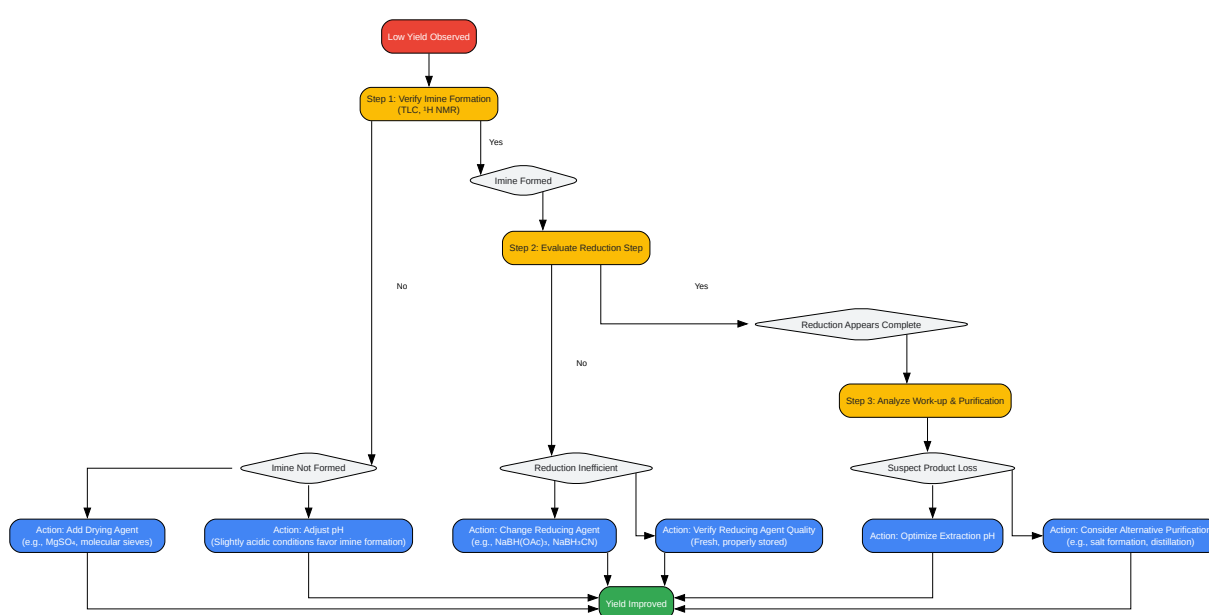 Low Yield Observed
Step 1: Verify Imine Formation
(TLC, ¹H NMR)
Yes
Imine Formed
Step 2: Evaluate Reduction Step
No
Yes
Reduction Appears Complete
No
Step 3: Analyze Work-up & Purification
Imine Not Formed
Reduction Inefficient
Suspect Product Loss
Action: Add Drying Agent
(e.g., MgSO₄, molecular sieves)
Action: Adjust pH
(Slightly acidic conditions favor imine formation)
Action: Change Reducing Agent
(e.g., NaBH(OAc)₃, NaBH₃CN)
Action: Verify Reducing Agent Quality
(Fresh, properly stored)
Action: Optimize Extraction pH
Action: Consider Alternative Purification
(e.g., salt formation, distillation)
Yield Improved